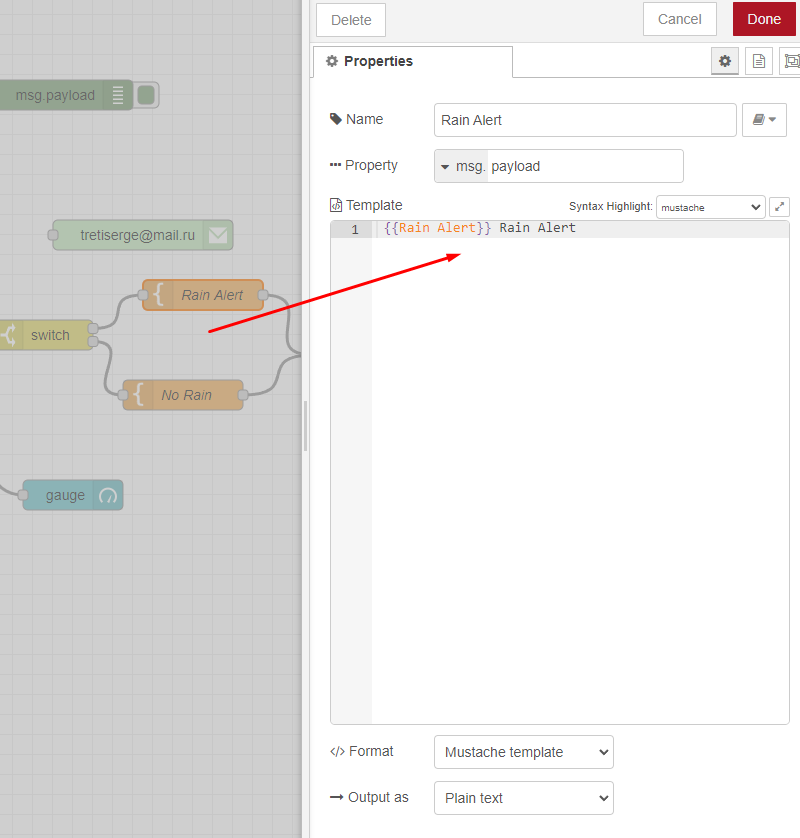 Delete
Cancel
Done
Properties
msg.payload
Name
Rain Alert
Property
msg. payload
Template
Syntax Highlight:
mustache
1
{{Rain Alert}} Rain Alert
tretiserge@mail.ru
Rain Alert
switch
No Rain
gauge
</> Format
Mustache template
Output as
Plain text